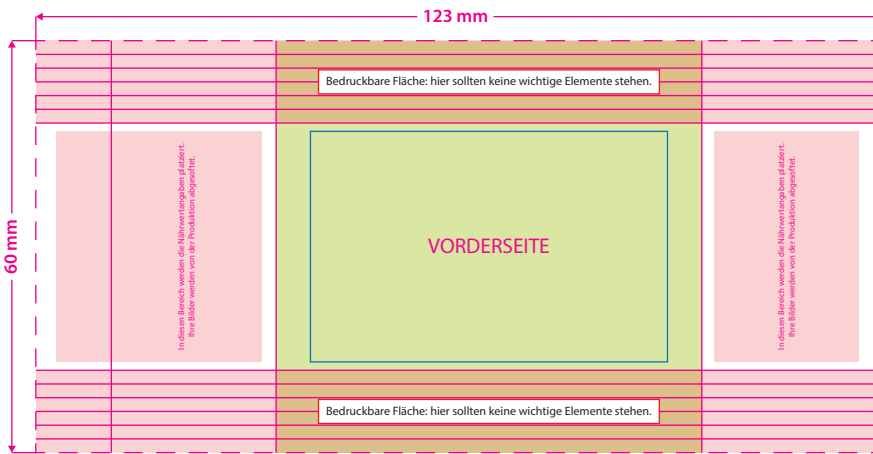 123 mm
Bedruckbare Fläche: hier sollten keine wichtige Elemente stehen.
60 mm
In diesen Bereich werden die Nährwertangaben platziert.
Ihre Bilder werden von der Produktion abgesoftet.
VORDERSEITE
In diesen Bereich werden die Nährwertangaben platziert.
Ihre Bilder werden von der Produktion abgesoftet.
Bedruckbare Fläche: hier sollten keine wichtige Elemente stehen.